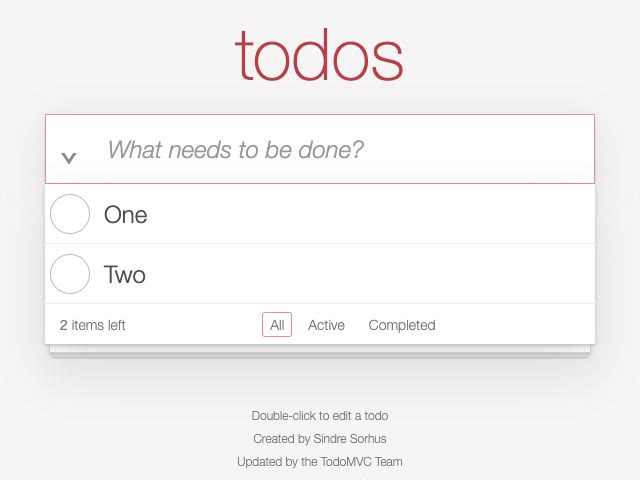 todos
What needs to be done?
One
Two
2 items left All Active Completed
Double-click to edit a todo
Created by Sindre Sorhus
Updated by the TodoMVC Team